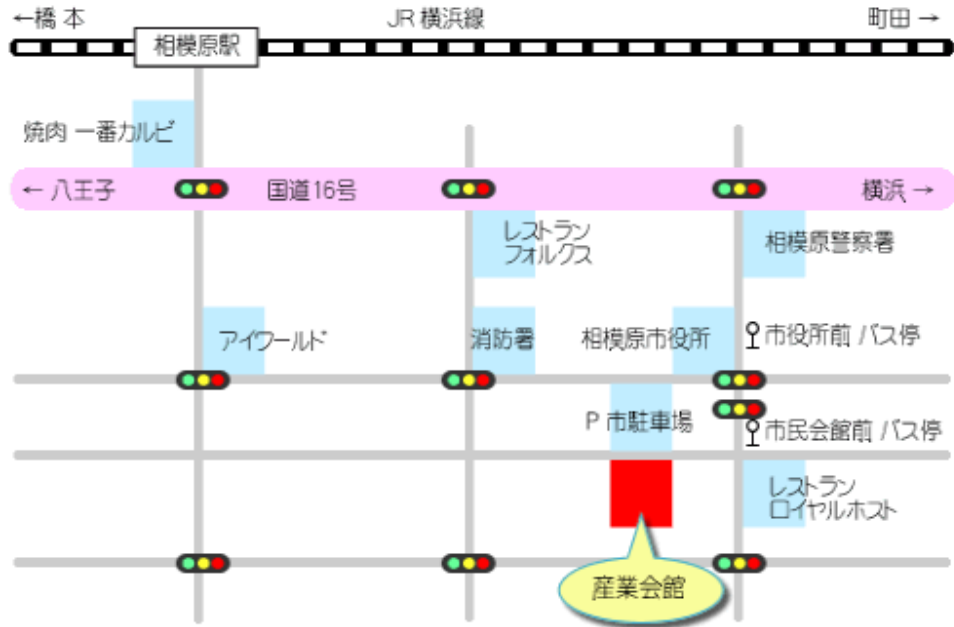 ←橋本
JR横浜線
町田→
相模原駅
焼肉 一番カルビ
← 八王子
国道16号
横浜→
レストラン
フォルクス
相模原警察署
アイワールド
消防署
相模原市役所
市役所前 バス停
P 市駐車場
市民会館前 バス停
レストラン
ロイヤルホスト
産業会館